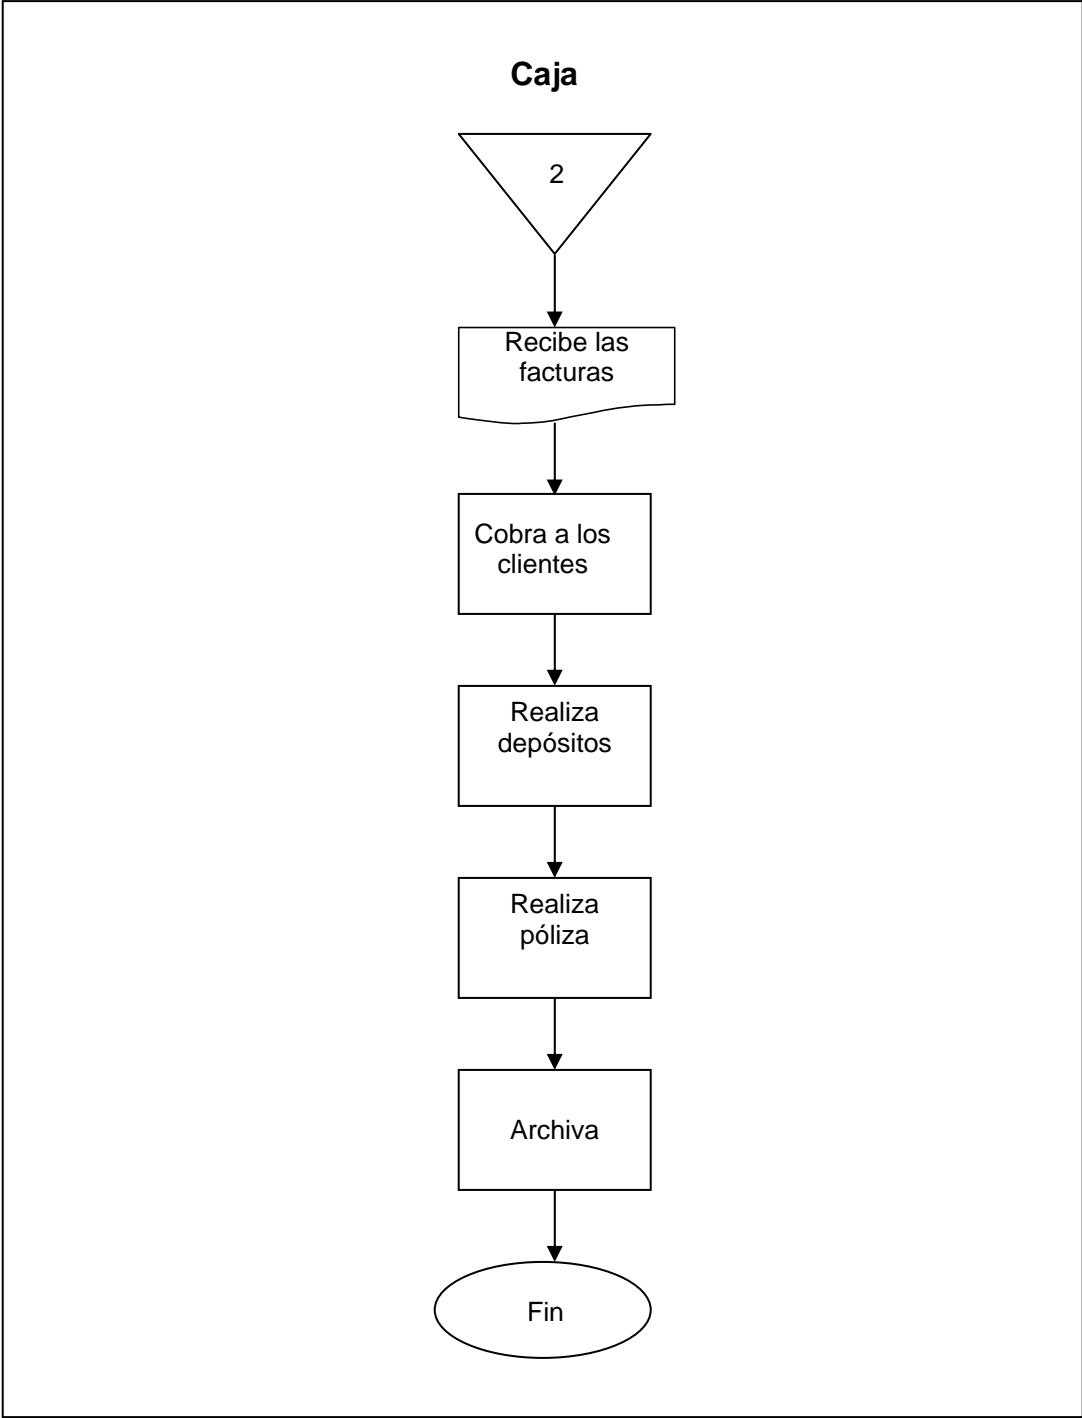 Caja
2
Recibe las
facturas
Cobra a los
clientes
Realiza
depósitos
Realiza
póliza
Archiva
Fin